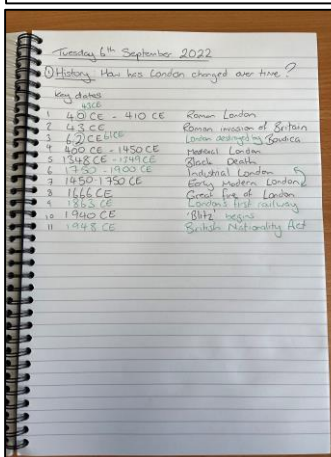 Tuesday 6th September 2022
① History How has London changed over time?
Key dates
43CE
1 401 CE - 410 CE Roman London
2 43 CE Roman invasion of Britain
3 62 CE 61CE London destroyed by Boudica
4 400 CE - 1450 CE Medieval London
5 1348 CE - 1349 CE Black Death
6 1750 - 1900 CE Industrial London
7 1450 - 1750 CE Early Modern London
8 1666 CE Great fire of London
9 1863 CE London's first railway
10 1940 CE 'Blitz' begins
11 1948 CE British Nationality Act